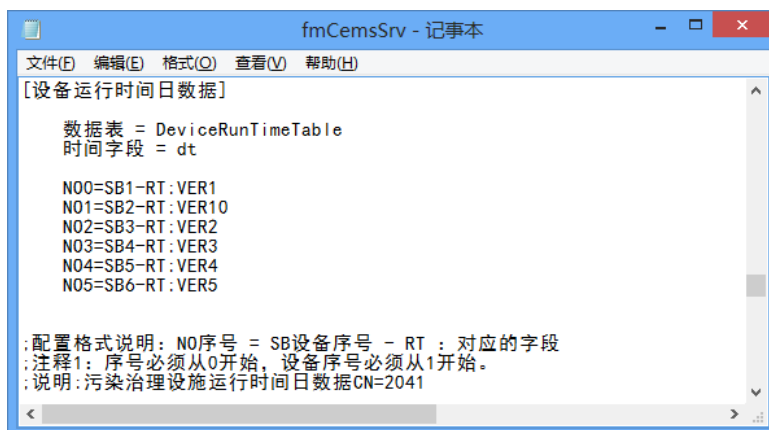 fmCemsSrv - 记事本
文件(F) 编辑(E) 格式(O) 查看(V) 帮助(H)
[设备运行时间日数据]
数据表 = DeviceRunTimeTable
时间字段 = dt
NO0=SB1-RT:VER1
NO1=SB2-RT:VER10
NO2=SB3-RT:VER2
NO3=SB4-RT:VER3
NO4=SB5-RT:VER4
NO5=SB6-RT:VER5
;配置格式说明: NO序号 = SB设备序号 - RT : 对应的字段
;注释1: 序号必须从0开始, 设备序号必须从1开始。
;说明:污染治理设施运行时间日数据CN=2041